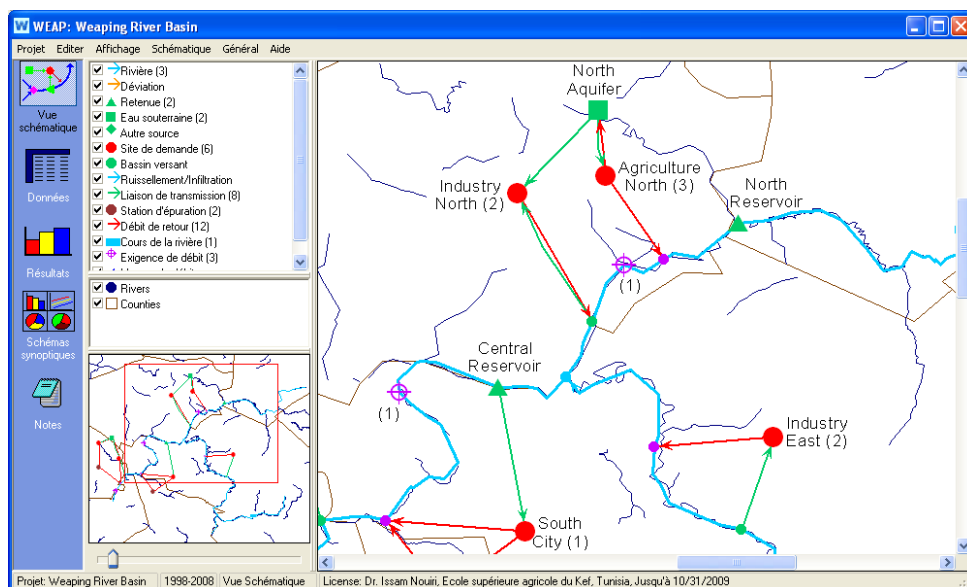 WEAP: Weaping River Basin
Projet Editer Affichage Schématique Général Aide
Vue
schématique
Données
Résultats
Schémas
synoptiques
Notes
Rivière (3)
Déviation
Retenue (2)
Eau souterraine (2)
Autre source
Site de demande (6)
Bassin versant
Ruissellement/Infiltration
Liaison de transmission (8)
Station d'épuration (2)
Débit de retour (12)
Cours de la rivière (1)
Exigence de débit (3)
Rivers
Counties
North
Aquifer
Agriculture
North (3)
Industry
North (2)
North
Reservoir
(1)
Central
Reservoir
(1)
Industry
East (2)
South
City (1)
Projet: Weaping River Basin 1998-2008 Vue Schématique License: Dr. Issam Nouiri, Ecole supérieure agricole du Kef, Tunisia, Jusqu'à 10/31/2009